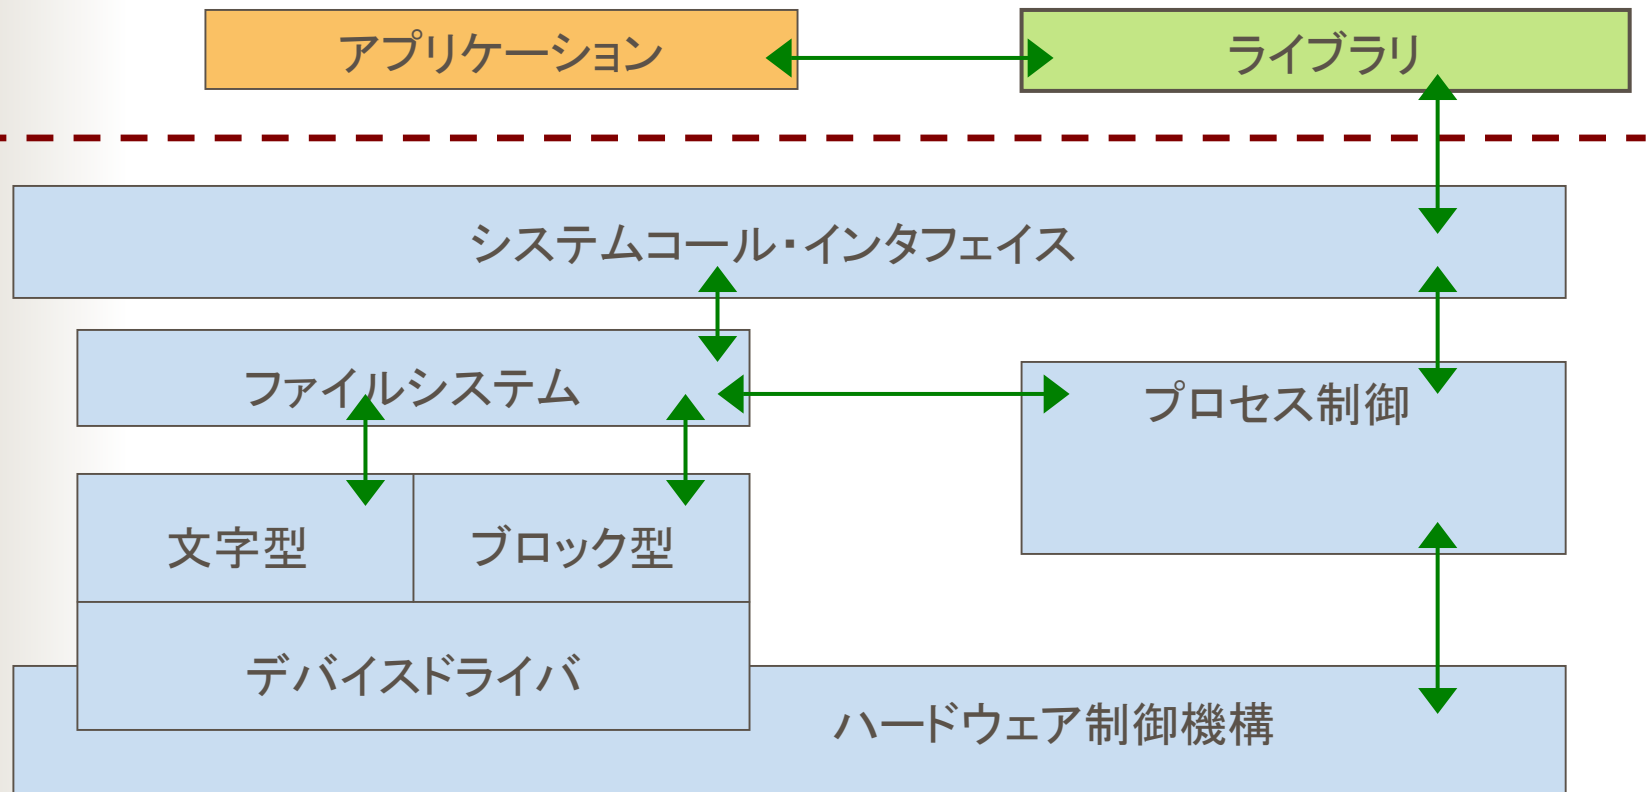 アプリケーション
ライブラリ
システムコール・インタフェイス
ファイルシステム
プロセス制御
文字型
ブロック型
デバイスドライバ
ハードウェア制御機構